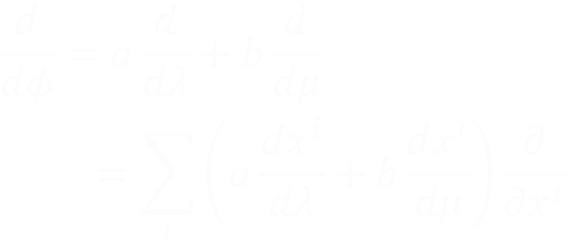 d/dϕ = a d/dλ + b d/dμ
= ∑_i ( a dx^i/dλ + b dx^i/dμ ) ∂/∂x^i